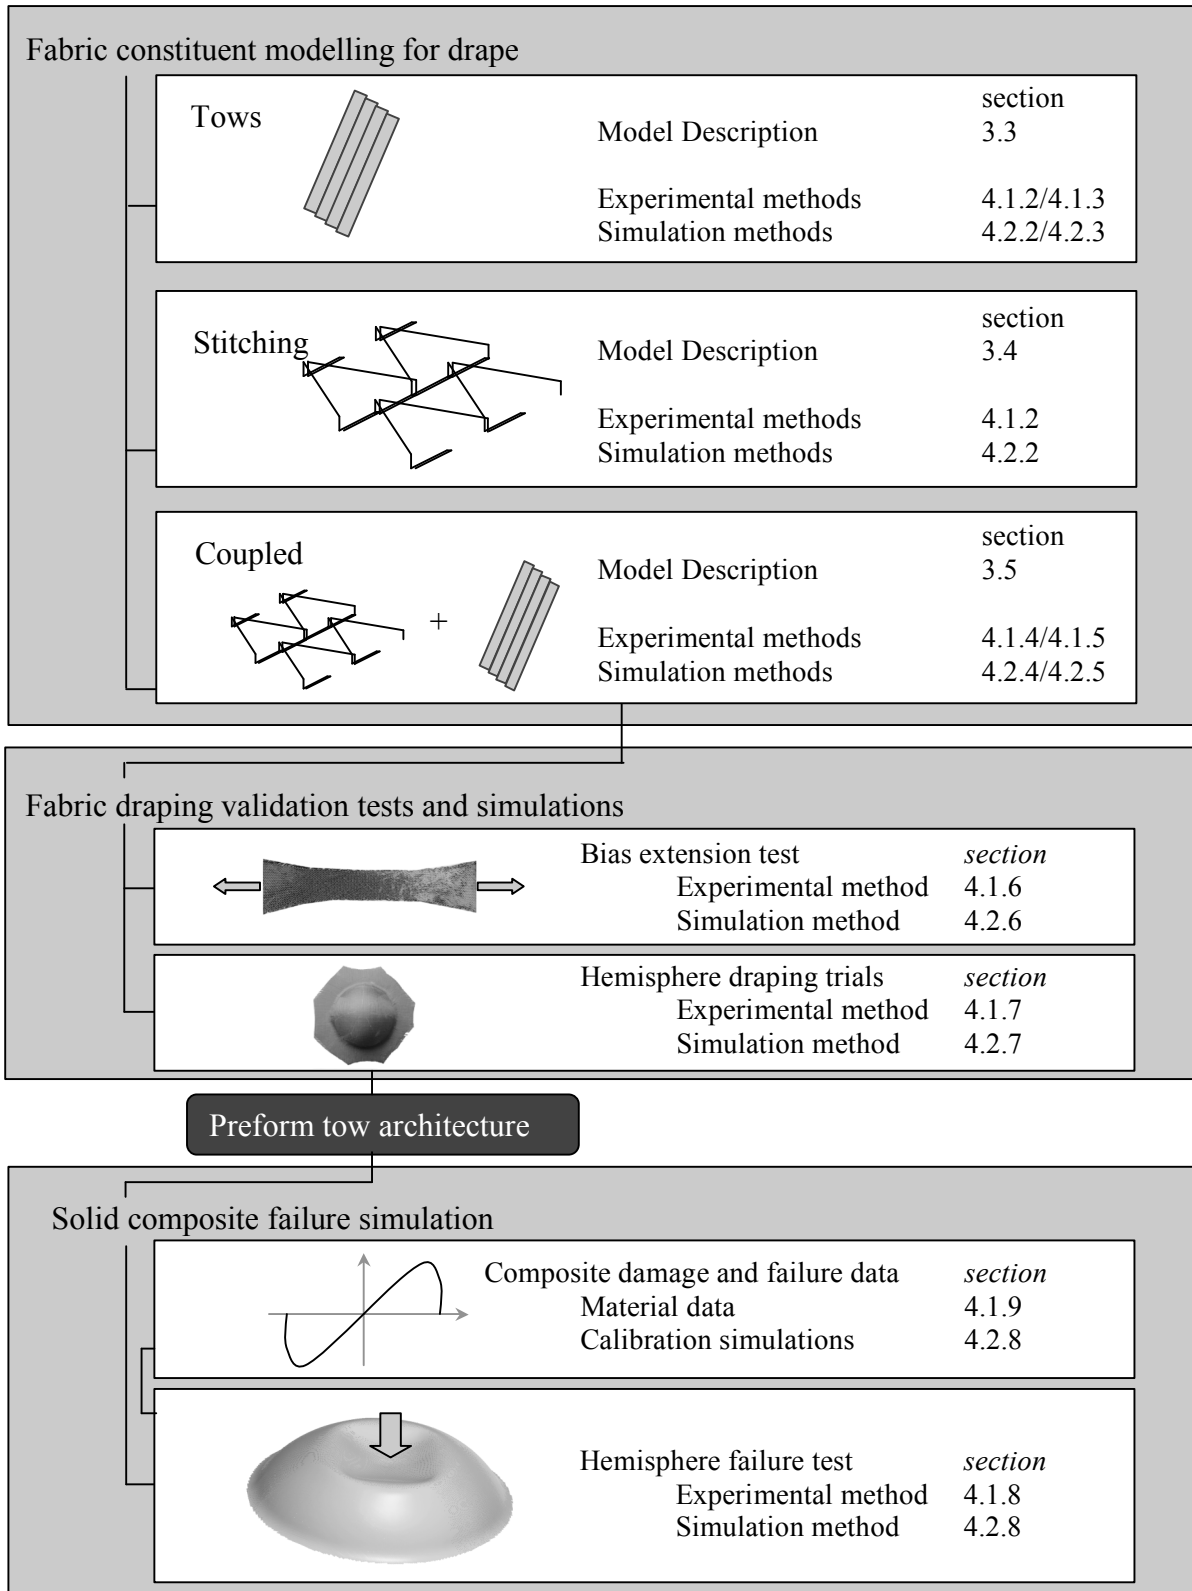 Fabric constituent modelling for drape
Tows
section
Model Description 3.3
Experimental methods 4.1.2/4.1.3
Simulation methods 4.2.2/4.2.3
Stitching
section
Model Description 3.4
Experimental methods 4.1.2
Simulation methods 4.2.2
Coupled
section
Model Description 3.5
+
Experimental methods 4.1.4/4.1.5
Simulation methods 4.2.4/4.2.5
Fabric draping validation tests and simulations
Bias extension test section
Experimental method 4.1.6
Simulation method 4.2.6
Hemisphere draping trials section
Experimental method 4.1.7
Simulation method 4.2.7
Preform tow architecture
Solid composite failure simulation
Composite damage and failure data section
Material data 4.1.9
Calibration simulations 4.2.8
Hemisphere failure test section
Experimental method 4.1.8
Simulation method 4.2.8